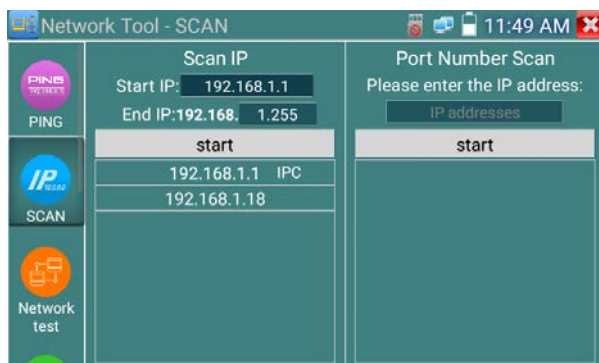 Network Tool - SCAN
11:49 AM
PING
PING
SCAN
Network
test
IP
Scan IP
Start IP: 192.168.1.1
End IP:192.168. 1.255
start
192.168.1.1 IPC
192.168.1.18
Port Number Scan
Please enter the IP address:
IP addresses
start